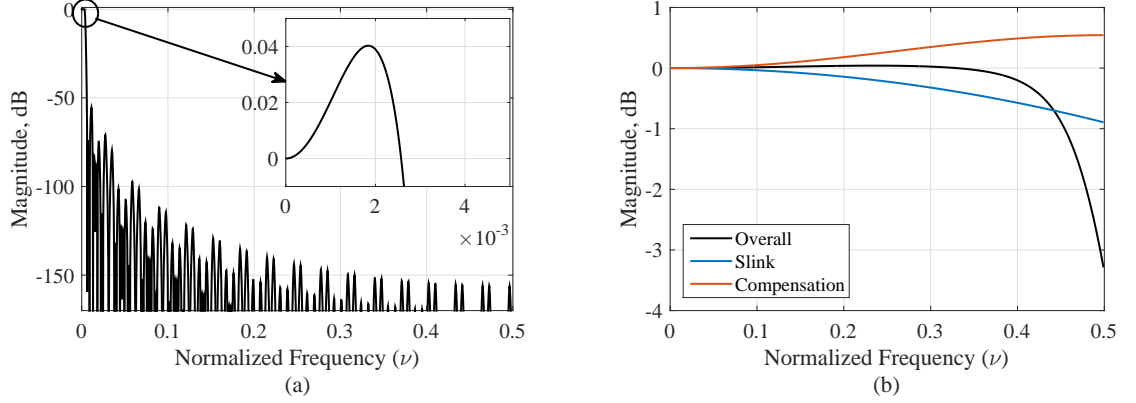 0
-50
-100
-150
Magnitude, dB
0 0.1 0.2 0.3 0.4 0.5
Normalized Frequency (ν)
(a)
0.04
0.02
0
0 2 4
×10⁻³
1
0
-1
-2
-3
-4
Magnitude, dB
Overall
Slink
Compensation
0 0.1 0.2 0.3 0.4 0.5
Normalized Frequency (ν)
(b)